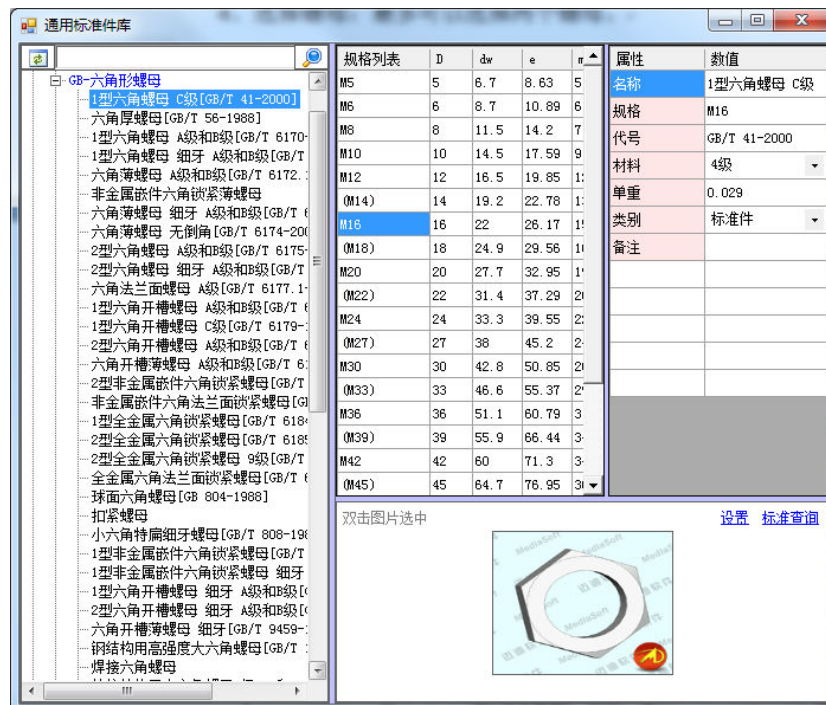 通用标准件库
GB-六角形螺母
1型六角螺母 C级[GB/T 41-2000]
六角厚螺母[GB/T 56-1988]
1型六角螺母 A级和B级[GB/T 6170-
1型六角螺母 细牙 A级和B级[GB/T
六角薄螺母 A级和B级[GB/T 6172.
非金属嵌件六角锁紧薄螺母
六角薄螺母 细牙 A级和B级[GB/T 6
六角薄螺母 无倒角[GB/T 6174-200
2型六角螺母 A级和B级[GB/T 6175-
2型六角螺母 细牙 A级和B级[GB/T
六角法兰面螺母 A级[GB/T 6177.1-
1型六角开槽螺母 A级和B级[GB/T 6
1型六角开槽螺母 C级[GB/T 6179-
2型六角开槽螺母 A级和B级[GB/T 6
六角开槽薄螺母 A级和B级[GB/T 6
2型非金属嵌件六角锁紧螺母[GB/T
非金属嵌件六角法兰面锁紧螺母[G
1型全金属六角锁紧螺母[GB/T 6184
2型全金属六角锁紧螺母[GB/T 6185
2型全金属六角锁紧螺母 9级[GB/T
全金属六角法兰面锁紧螺母[GB/T 6
球面六角螺母[GB 804-1988]
扣紧螺母
小六角特扁细牙螺母[GB/T 808-198
1型非金属嵌件六角锁紧螺母[GB/T
1型非金属嵌件六角锁紧螺母 细牙
1型六角开槽螺母 细牙 A级和B级[
2型六角开槽螺母 细牙 A级和B级[
六角开槽薄螺母 细牙[GB/T 9459-
钢结构用高强度大六角螺母[GB/T
焊接六角螺母
规格列表 D dw e
M5 5 6.7 8.63 5
M6 6 8.7 10.89 6
M8 8 11.5 14.2 7
M10 10 14.5 17.59 9
M12 12 16.5 19.85
(M14) 14 19.2 22.78
M16 16 22 26.17
(M18) 18 24.9 29.56
M20 20 27.7 32.95
(M22) 22 31.4 37.29
M24 24 33.3 39.55
(M27) 27 38 45.2
M30 30 42.8 50.85
(M33) 33 46.6 55.37
M36 36 51.1 60.79
(M39) 39 55.9 66.44
M42 42 60 71.3
(M45) 45 64.7 76.95
属性 数值
名称 1型六角螺母 C级
规格 M16
代号 GB/T 41-2000
材料 4级
单重 0.029
类别 标准件
备注
双击图片选中 设置 标准查询
MediaSoft
迈迪软件